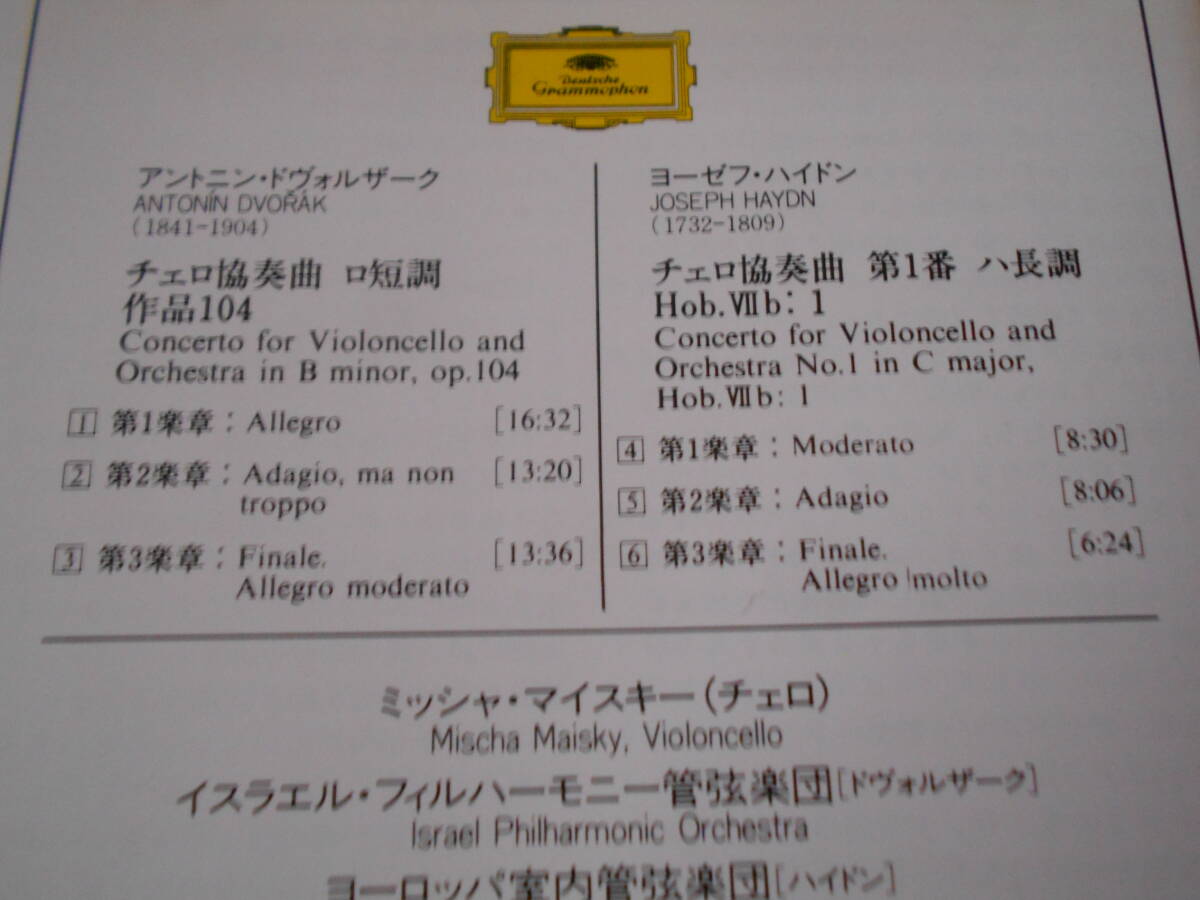 Deutsche
Grammophon
アントニン・ドヴォルザーク
ANTONÍN DVOŘÁK
(1841-1904)
チェロ協奏曲 ロ短調
作品104
Concerto for Violoncello and
Orchestra in B minor, op.104
1 第1楽章：Allegro [16:32]
2 第2楽章：Adagio, ma non [13:20]
troppo
3 第3楽章：Finale. [13:36]
Allegro moderato
ヨーゼフ・ハイドン
JOSEPH HAYDN
(1732-1809)
チェロ協奏曲 第1番 ハ長調
Hob.Ⅶb：1
Concerto for Violoncello and
Orchestra No.1 in C major,
Hob.Ⅶb：1
4 第1楽章：Moderato [8:30]
5 第2楽章：Adagio [8:06]
6 第3楽章：Finale. [6:24]
Allegro molto
ミッシャ・マイスキー(チェロ)
Mischa Maisky, Violoncello
イスラエル・フィルハーモニー管弦楽団[ドヴォルザーク]
Israel Philharmonic Orchestra
ヨーロッパ室内管弦楽団[ハイドン]